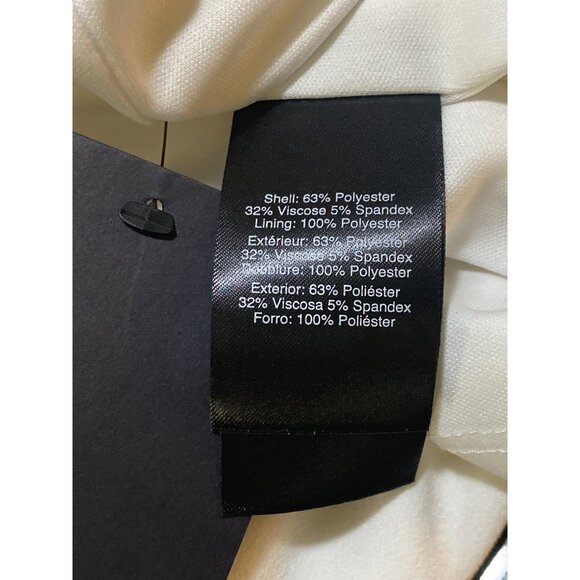 Shell: 63% Polyester
32% Viscose 5% Spandex
Lining: 100% Polyester
Extérieur: 63% Polyester
32% Viscose 5% Spandex
Doublure: 100% Polyester
Exterior: 63% Poliéster
32% Viscosa 5% Spandex
Forro: 100% Poliéster